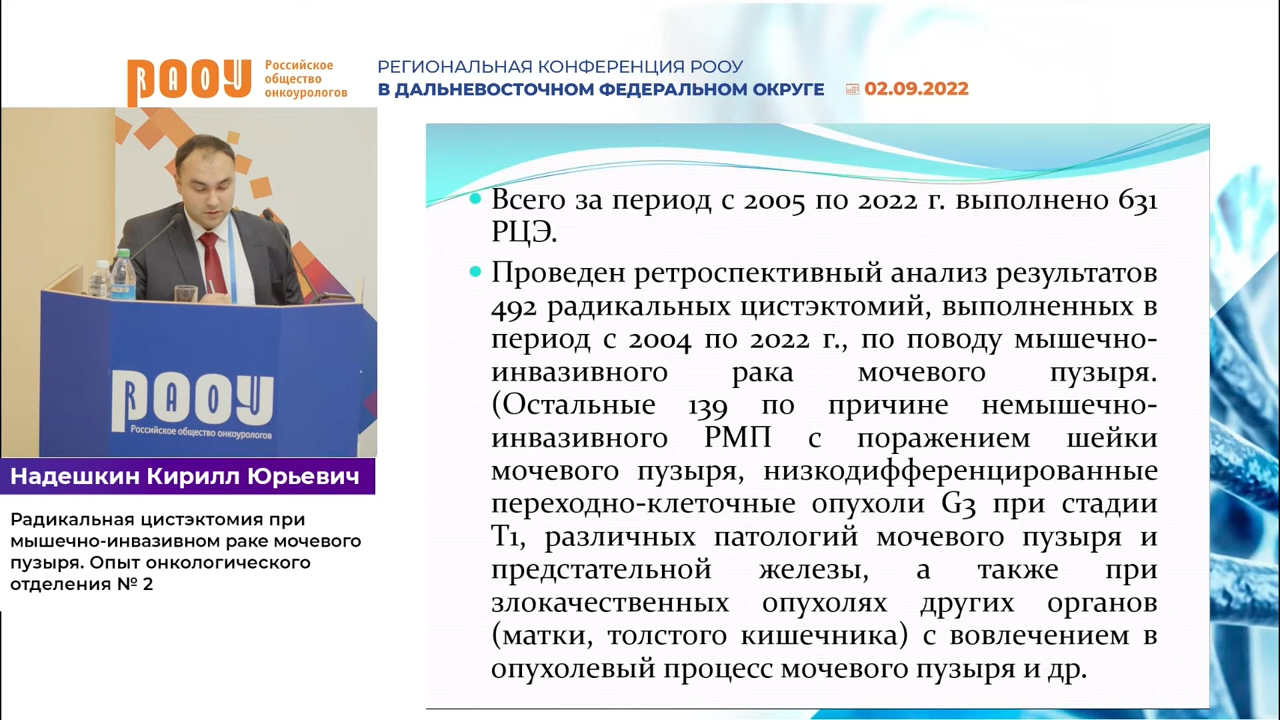 РООУ
Российское
общество
онкоурологов
РЕГИОНАЛЬНАЯ КОНФЕРЕНЦИЯ РООУ
В ДАЛЬНЕВОСТОЧНОМ ФЕДЕРАЛЬНОМ ОКРУГЕ 02.09.2022
РООУ
Российское общество онкоурологов
Надешкин Кирилл Юрьевич
Радикальная цистэктомия при
мышечно-инвазивном раке мочевого
пузыря. Опыт онкологического
отделения № 2
• Всего за период с 2005 по 2022 г. выполнено 631
РЦЭ.
• Проведен ретроспективный анализ результатов
492 радикальных цистэктомий, выполненных в
период с 2004 по 2022 г., по поводу мышечно-
инвазивного рака мочевого пузыря.
(Остальные 139 по причине немышечно-
инвазивного РМП с поражением шейки
мочевого пузыря, низкодифференцированные
переходно-клеточные опухоли G3 при стадии
Т1, различных патологий мочевого пузыря и
предстательной железы, а также при
злокачественных опухолях других органов
(матки, толстого кишечника) с вовлечением в
опухолевый процесс мочевого пузыря и др.